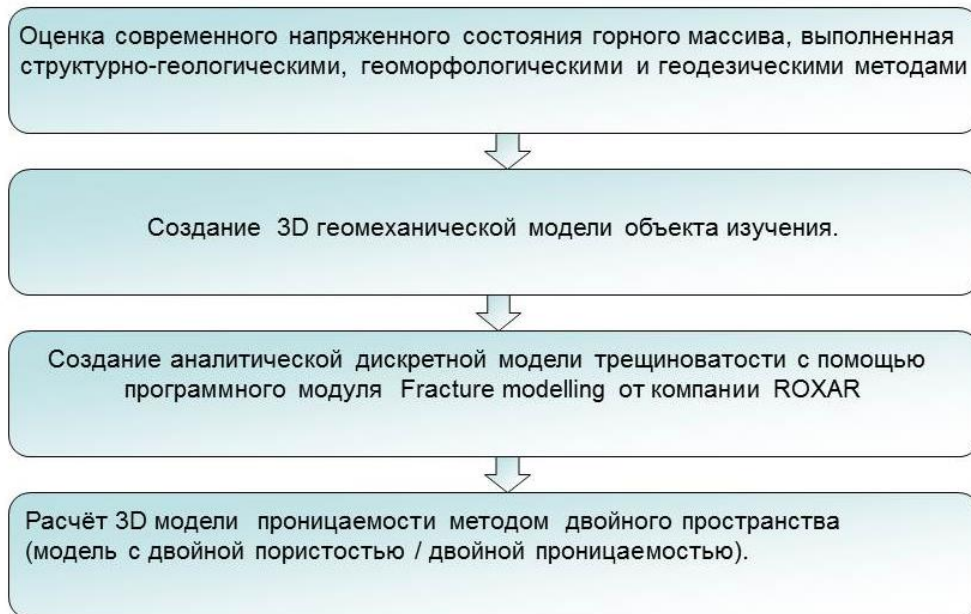 Оценка современного напряженного состояния горного массива, выполненная
структурно-геологическими, геоморфологическими и геодезическими методами
Создание 3D геомеханической модели объекта изучения.
Создание аналитической дискретной модели трещиноватости с помощью
программного модуля Fracture modelling от компании ROXAR
Расчёт 3D модели проницаемости методом двойного пространства
(модель с двойной пористостью / двойной проницаемостью).